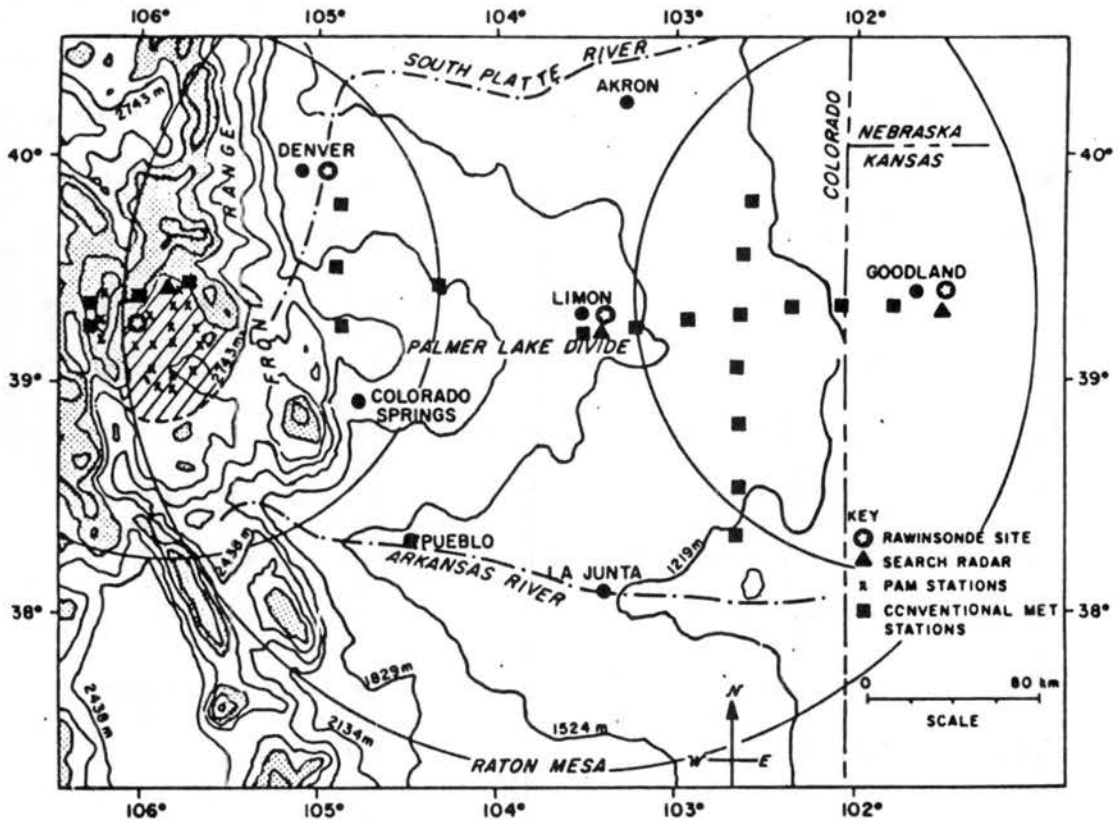 106° 105° 104° 103° 102°
SOUTH PLATTE RIVER
AKRON
2743 m
NEBRASKA
40° 40°
KANSAS
DENVER
COLORADO
RANGE
GOODLAND
LIMON
PALMER LAKE DIVIDE
2743 m
FRONT
39° 39°
COLORADO
SPRINGS
KEY
RAWINSONDE SITE
PUEBLO
2438 m
SEARCH RADAR
ARKANSAS RIVER
LA JUNTA
1219 m
x PAM STATIONS
38° 38°
CONVENTIONAL MET
STATIONS
1829 m
0 80 km
2438 m
2134 m
N
SCALE
1524 m
RATON MESA
W E
106° 105° 104° 103° 102°